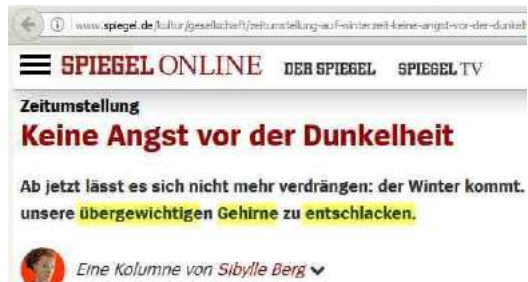 www.spiegel.de/kultur/gesellschaft/zeitumstellung-auf-winterzeit-keine-angst-vor-der-dunkelh
SPIEGEL ONLINE DER SPIEGEL SPIEGEL TV
Zeitumstellung
Keine Angst vor der Dunkelheit
Ab jetzt lässt es sich nicht mehr verdrängen: der Winter kommt.
unsere übergewichtigen Gehirne zu entschlacken.
Eine Kolumne von Sibylle Berg